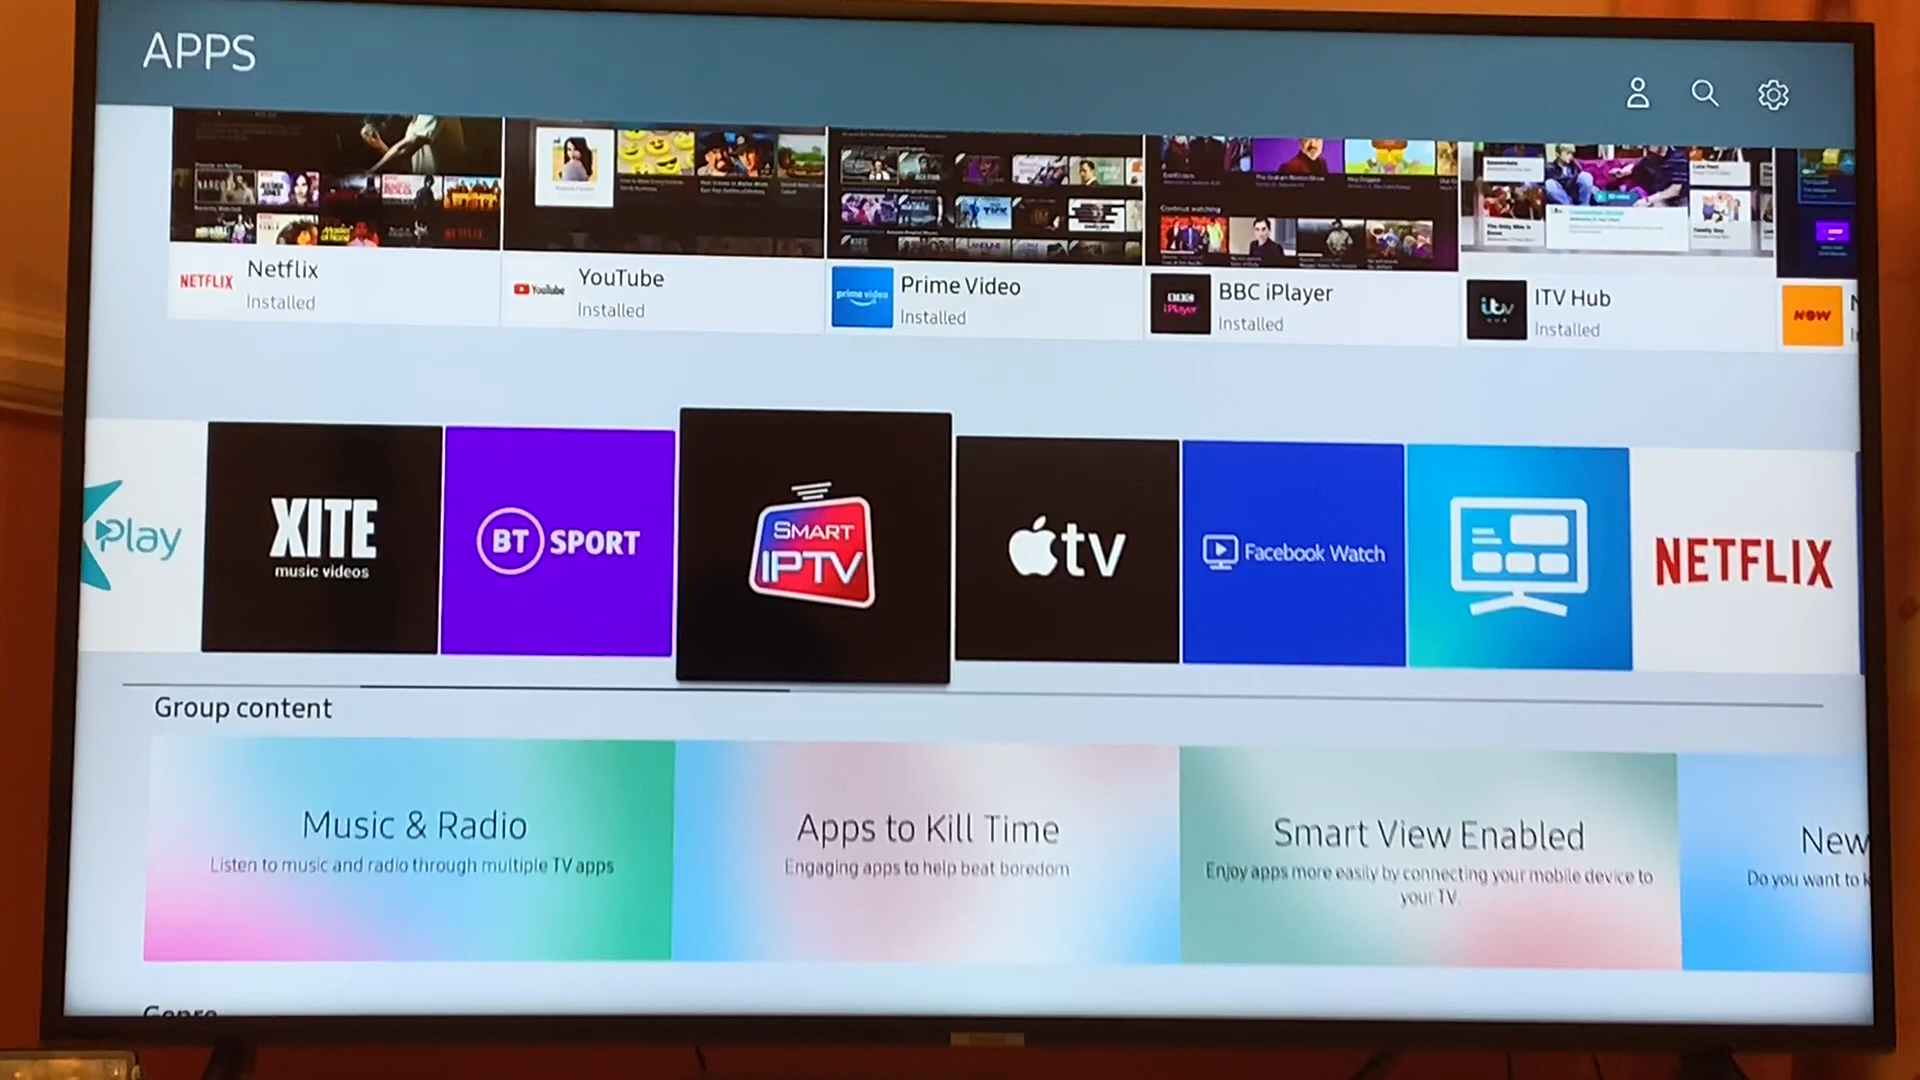 APPS
Netflix
Installed
NETFLIX
YouTube
Installed
YouTube
Prime Video
Installed
prime video
BBC iPlayer
Installed
BBC
iPlayer
ITV Hub
Installed
itv
HUB
NOW
Continue watching
Play
XITE
music videos
BT SPORT
SMART
IPTV
tv
Facebook Watch
NETFLIX
Group content
Music & Radio
Listen to music and radio through multiple TV apps
Apps to Kill Time
Engaging apps to help beat boredom
Smart View Enabled
Enjoy apps more easily by connecting your mobile device to
your TV.
New
Do you want to k
Genre